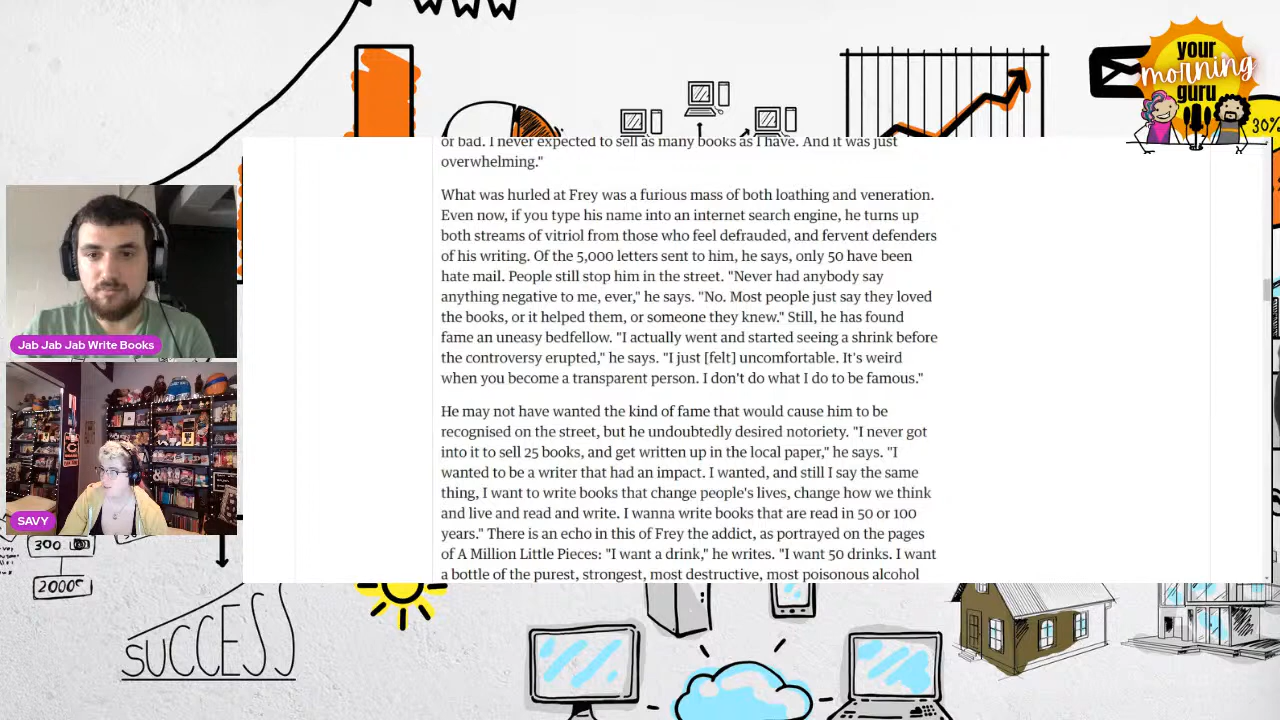 WWW
your
morning
guru
30%
or bad. I never expected to sell as many books as I have. And it was just
overwhelming."
What was hurled at Frey was a furious mass of both loathing and veneration.
Even now, if you type his name into an internet search engine, he turns up
both streams of vitriol from those who feel defrauded, and fervent defenders
of his writing. Of the 5,000 letters sent to him, he says, only 50 have been
hate mail. People still stop him in the street. "Never had anybody say
anything negative to me, ever," he says. "No. Most people just say they loved
the books, or it helped them, or someone they knew." Still, he has found
fame an uneasy bedfellow. "I actually went and started seeing a shrink before
the controversy erupted," he says. "I just [felt] uncomfortable. It's weird
when you become a transparent person. I don't do what I do to be famous."
He may not have wanted the kind of fame that would cause him to be
recognised on the street, but he undoubtedly desired notoriety. "I never got
into it to sell 25 books, and get written up in the local paper," he says. "I
wanted to be a writer that had an impact. I wanted, and still I say the same
thing, I want to write books that change people's lives, change how we think
and live and read and write. I wanna write books that are read in 50 or 100
years." There is an echo in this of Frey the addict, as portrayed on the pages
of A Million Little Pieces: "I want a drink," he writes. "I want 50 drinks. I want
a bottle of the purest, strongest, most destructive, most poisonous alcohol
Jab Jab Jab Write Books
SAVY
300
2000
SUCCESS